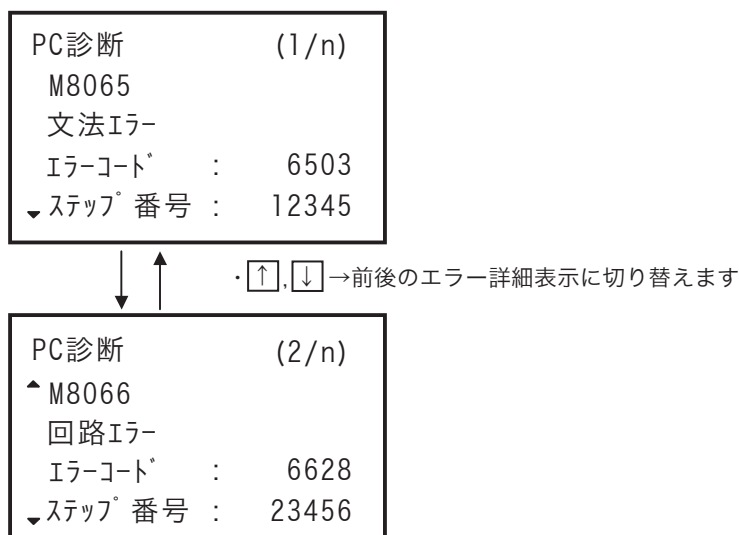 PC診断 (1/n)
M8065
文法ｴﾗｰ
ｴﾗｰｺｰﾄﾞ : 6503
ｽﾃｯﾌﾟ番号 : 12345
・↑,↓→前後のエラー詳細表示に切り替えます
PC診断 (2/n)
M8066
回路ｴﾗｰ
ｴﾗｰｺｰﾄﾞ : 6628
ｽﾃｯﾌﾟ番号 : 23456